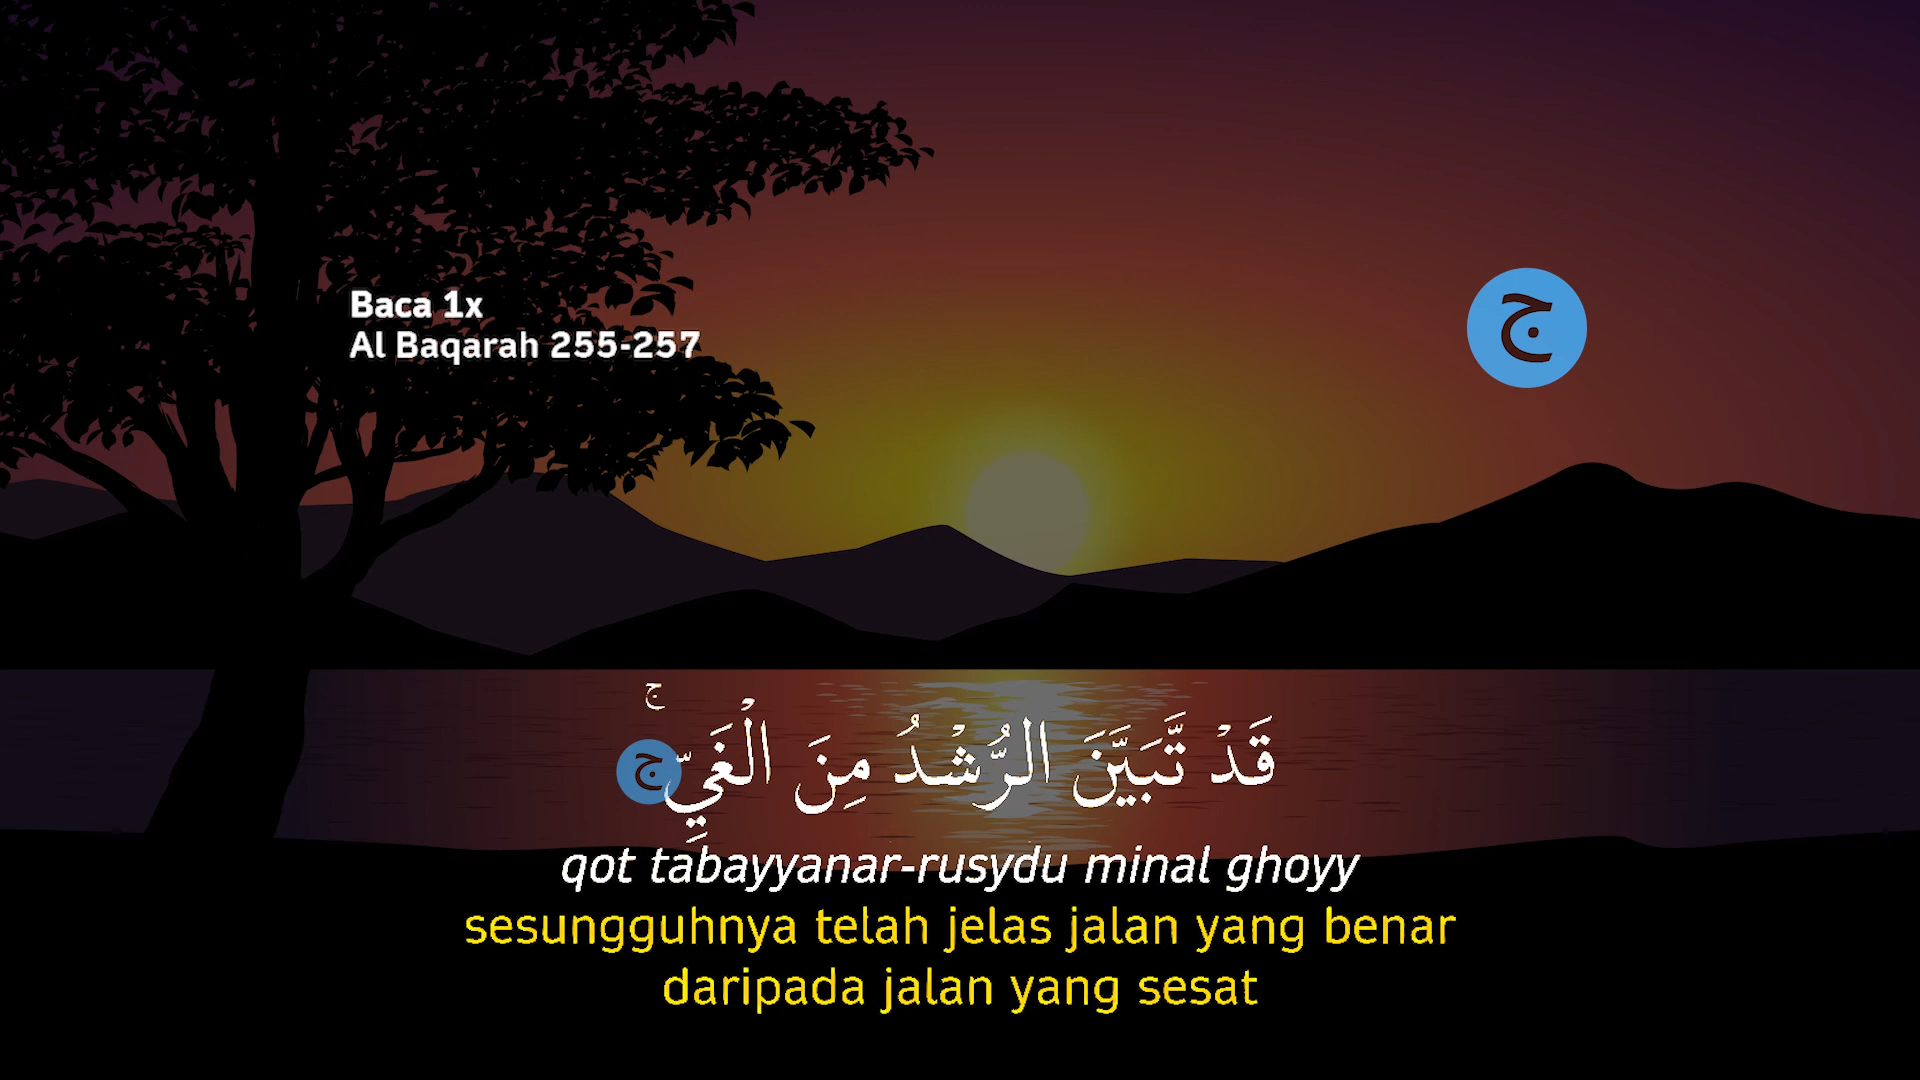 Baca 1x
Al Baqarah 255-257
ج
قَدْ تَّبَيَّنَ الرُّشْدُ مِنَ الْغَيِّ ۚ ج
qot tabayyanar-rusydu minal ghoyy
sesungguhnya telah jelas jalan yang benar
daripada jalan yang sesat